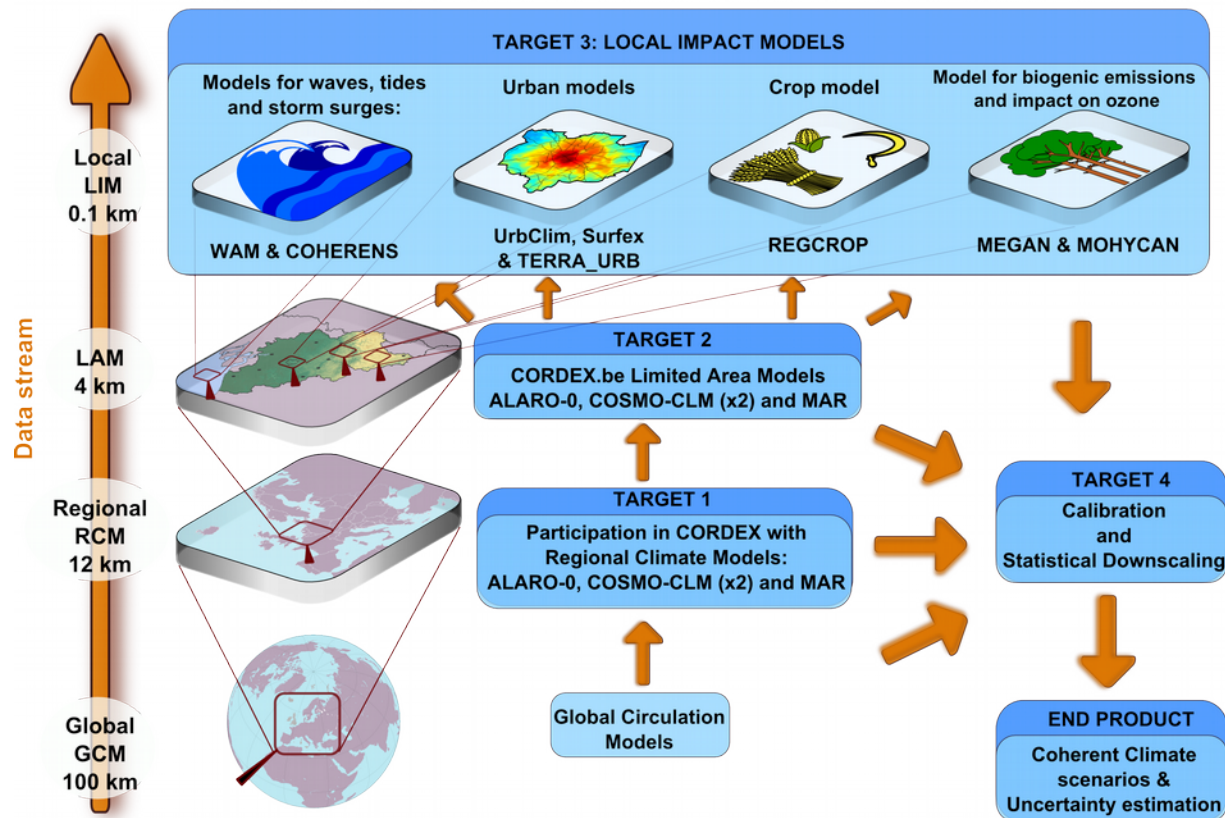 TARGET 3: LOCAL IMPACT MODELS
Models for waves, tides
and storm surges:
Urban models
Crop model
Model for biogenic emissions
and impact on ozone
WAM & COHERENS
UrbClim, Surfex
& TERRA_URB
REGCROP
MEGAN & MOHYCAN
Data stream
Local
LIM
0.1 km
LAM
4 km
Regional
RCM
12 km
Global
GCM
100 km
TARGET 2
CORDEX.be Limited Area Models
ALARO-0, COSMO-CLM (x2) and MAR
TARGET 1
Participation in CORDEX with
Regional Climate Models:
ALARO-0, COSMO-CLM (x2) and MAR
Global Circulation
Models
TARGET 4
Calibration
and
Statistical Downscaling
END PRODUCT
Coherent Climate
scenarios &
Uncertainty estimation